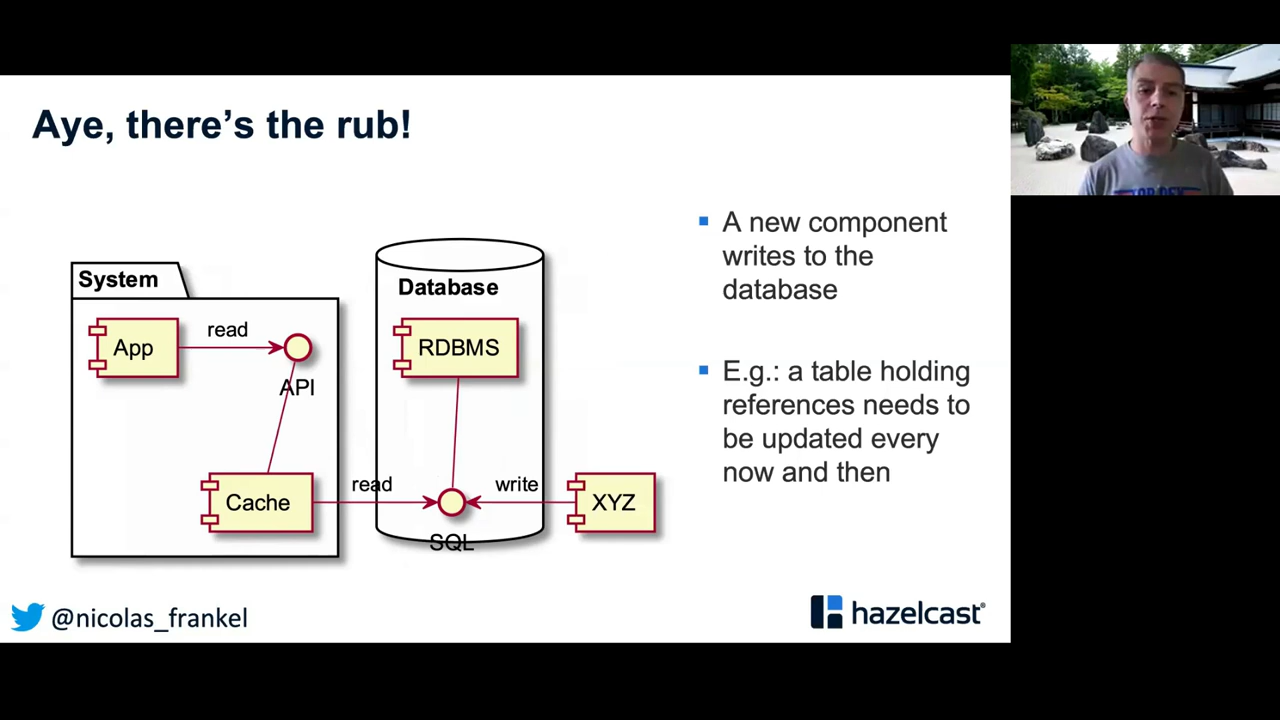 Aye, there's the rub!
System
App
read
API
Cache
read
Database
RDBMS
SQL
write
XYZ
▪ A new component
writes to the
database
▪ E.g.: a table holding
references needs to
be updated every
now and then
@nicolas_frankel
hazelcast